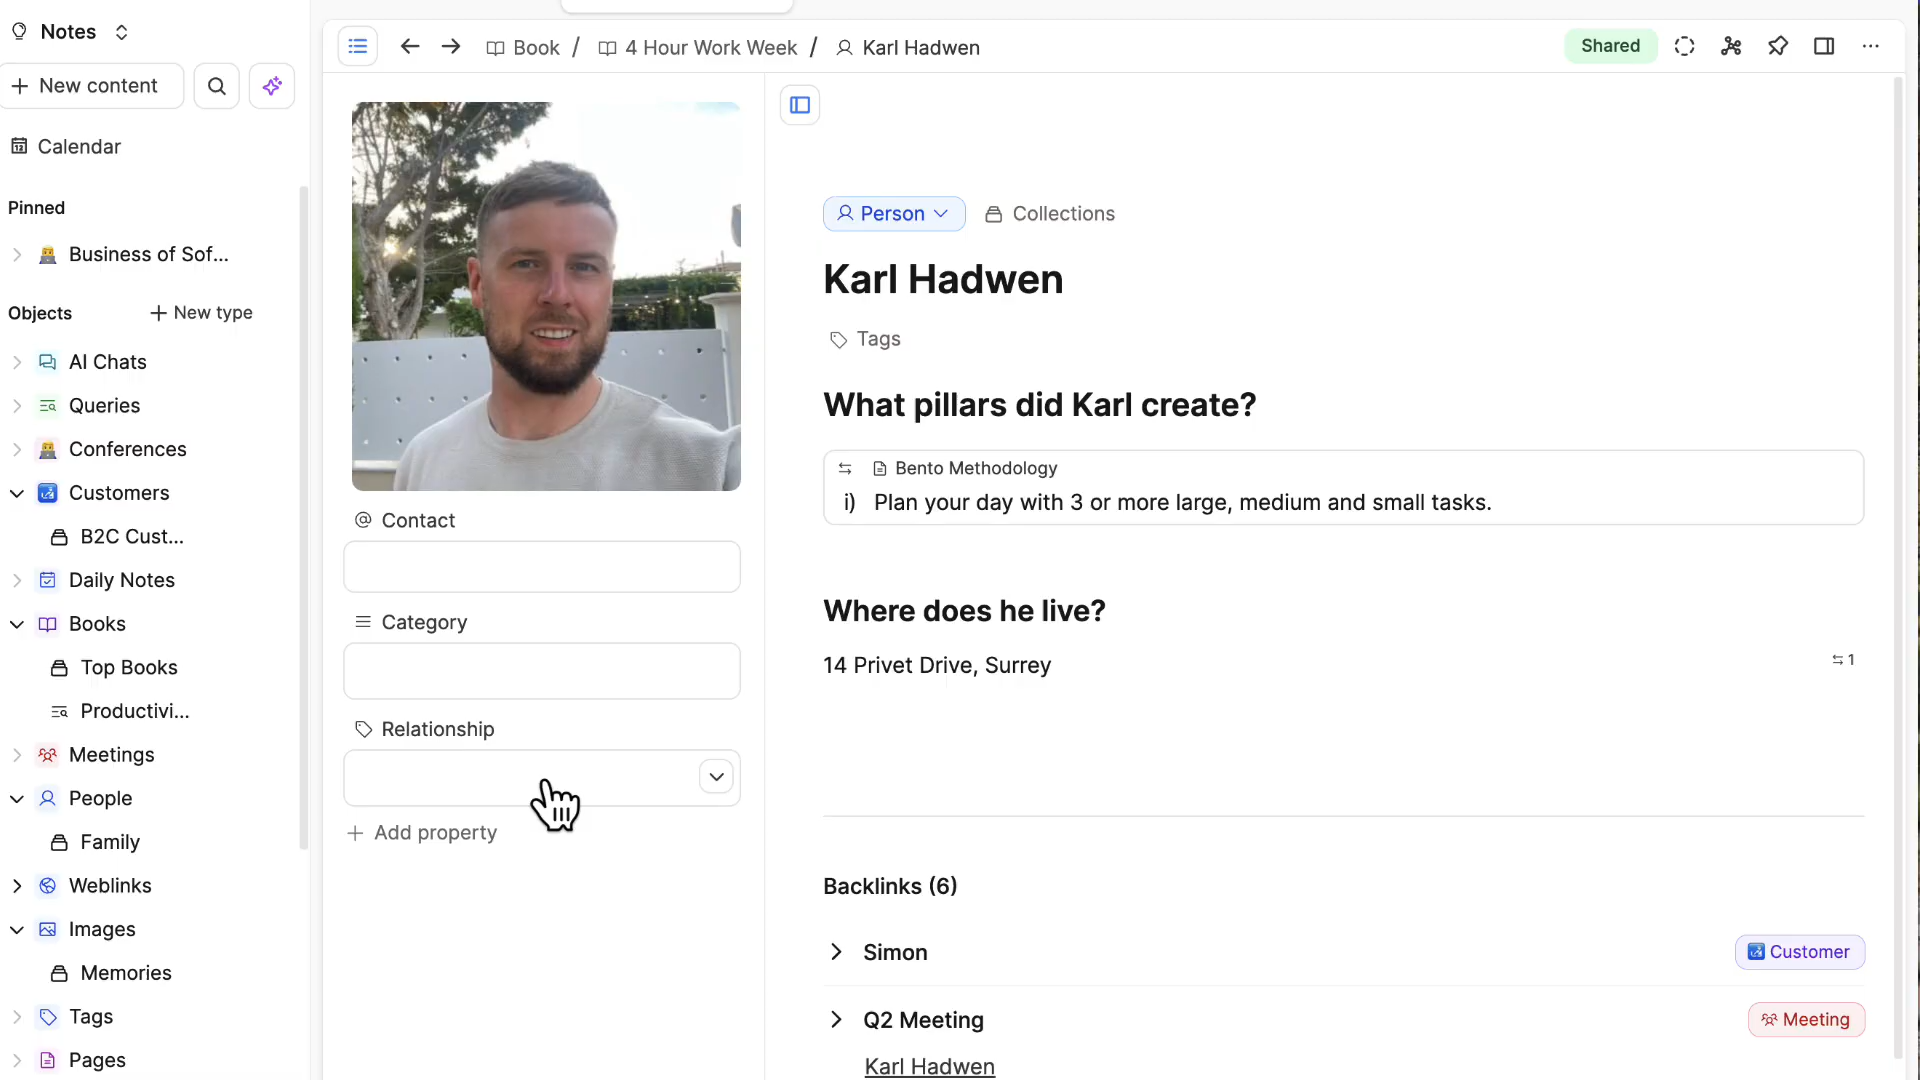 Notes
New content
Calendar
Pinned
Business of Sof...
Objects
New type
AI Chats
Queries
Conferences
Customers
B2C Cust...
Daily Notes
Books
Top Books
Productivi...
Meetings
People
Family
Weblinks
Images
Memories
Tags
Pages
Book / 4 Hour Work Week / Karl Hadwen
Shared
Contact
Category
Relationship
Add property
Person
Collections
Karl Hadwen
Tags
What pillars did Karl create?
Bento Methodology
i) Plan your day with 3 or more large, medium and small tasks.
Where does he live?
14 Privet Drive, Surrey
1
Backlinks (6)
Simon
Customer
Q2 Meeting
Meeting
Karl Hadwen